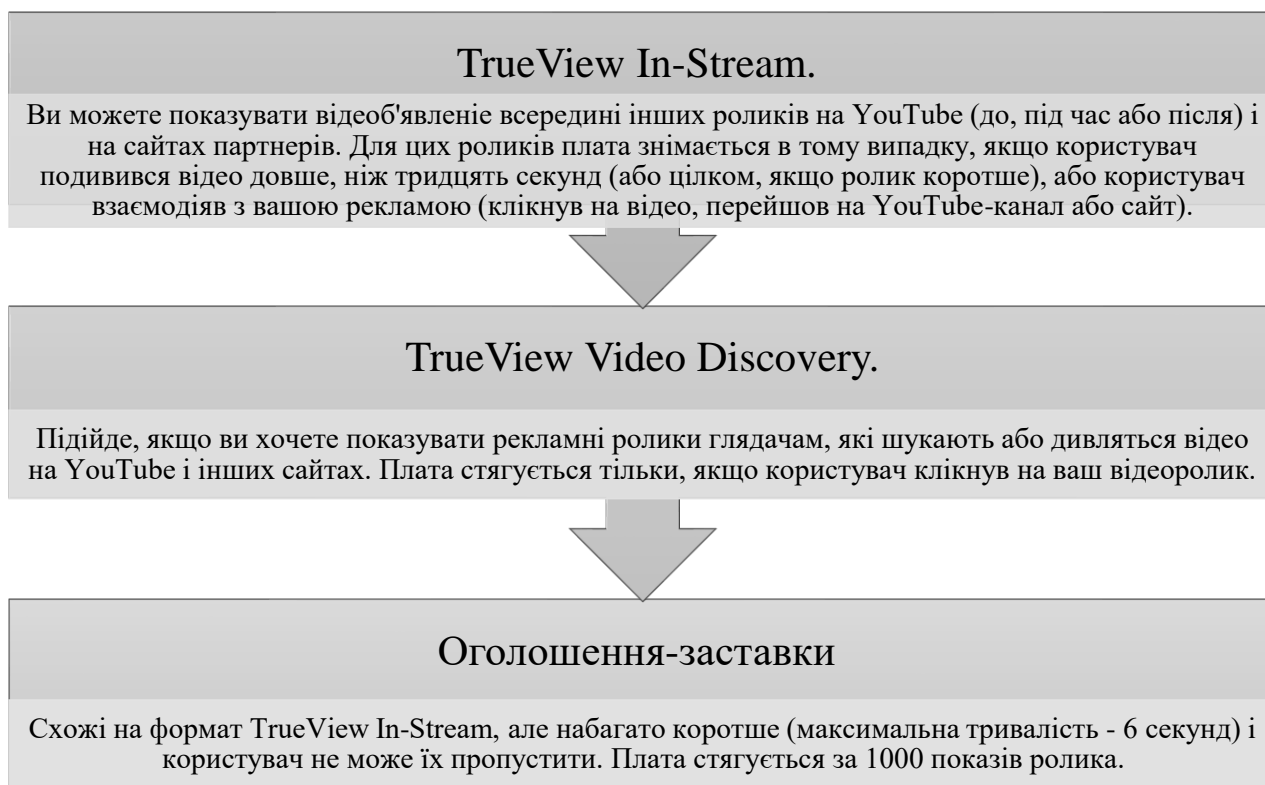 TrueView In-Stream.
Ви можете показувати відеоб'явленіе всередині інших роликів на YouTube (до, під час або після) і
на сайтах партнерів. Для цих роликів плата знімається в тому випадку, якщо користувач
подивився відео довше, ніж тридцять секунд (або цілком, якщо ролик коротше), або користувач
взаємодіяв з вашою рекламою (клікнув на відео, перейшов на YouTube-канал або сайт).
TrueView Video Discovery.
Підійде, якщо ви хочете показувати рекламні ролики глядачам, які шукають або дивляться відео
на YouTube і інших сайтах. Плата стягується тільки, якщо користувач клікнув на ваш відеоролик.
Оголошення-заставки
Схожі на формат TrueView In-Stream, але набагато коротше (максимальна тривалість - 6 секунд) і
користувач не може їх пропустити. Плата стягується за 1000 показів ролика.